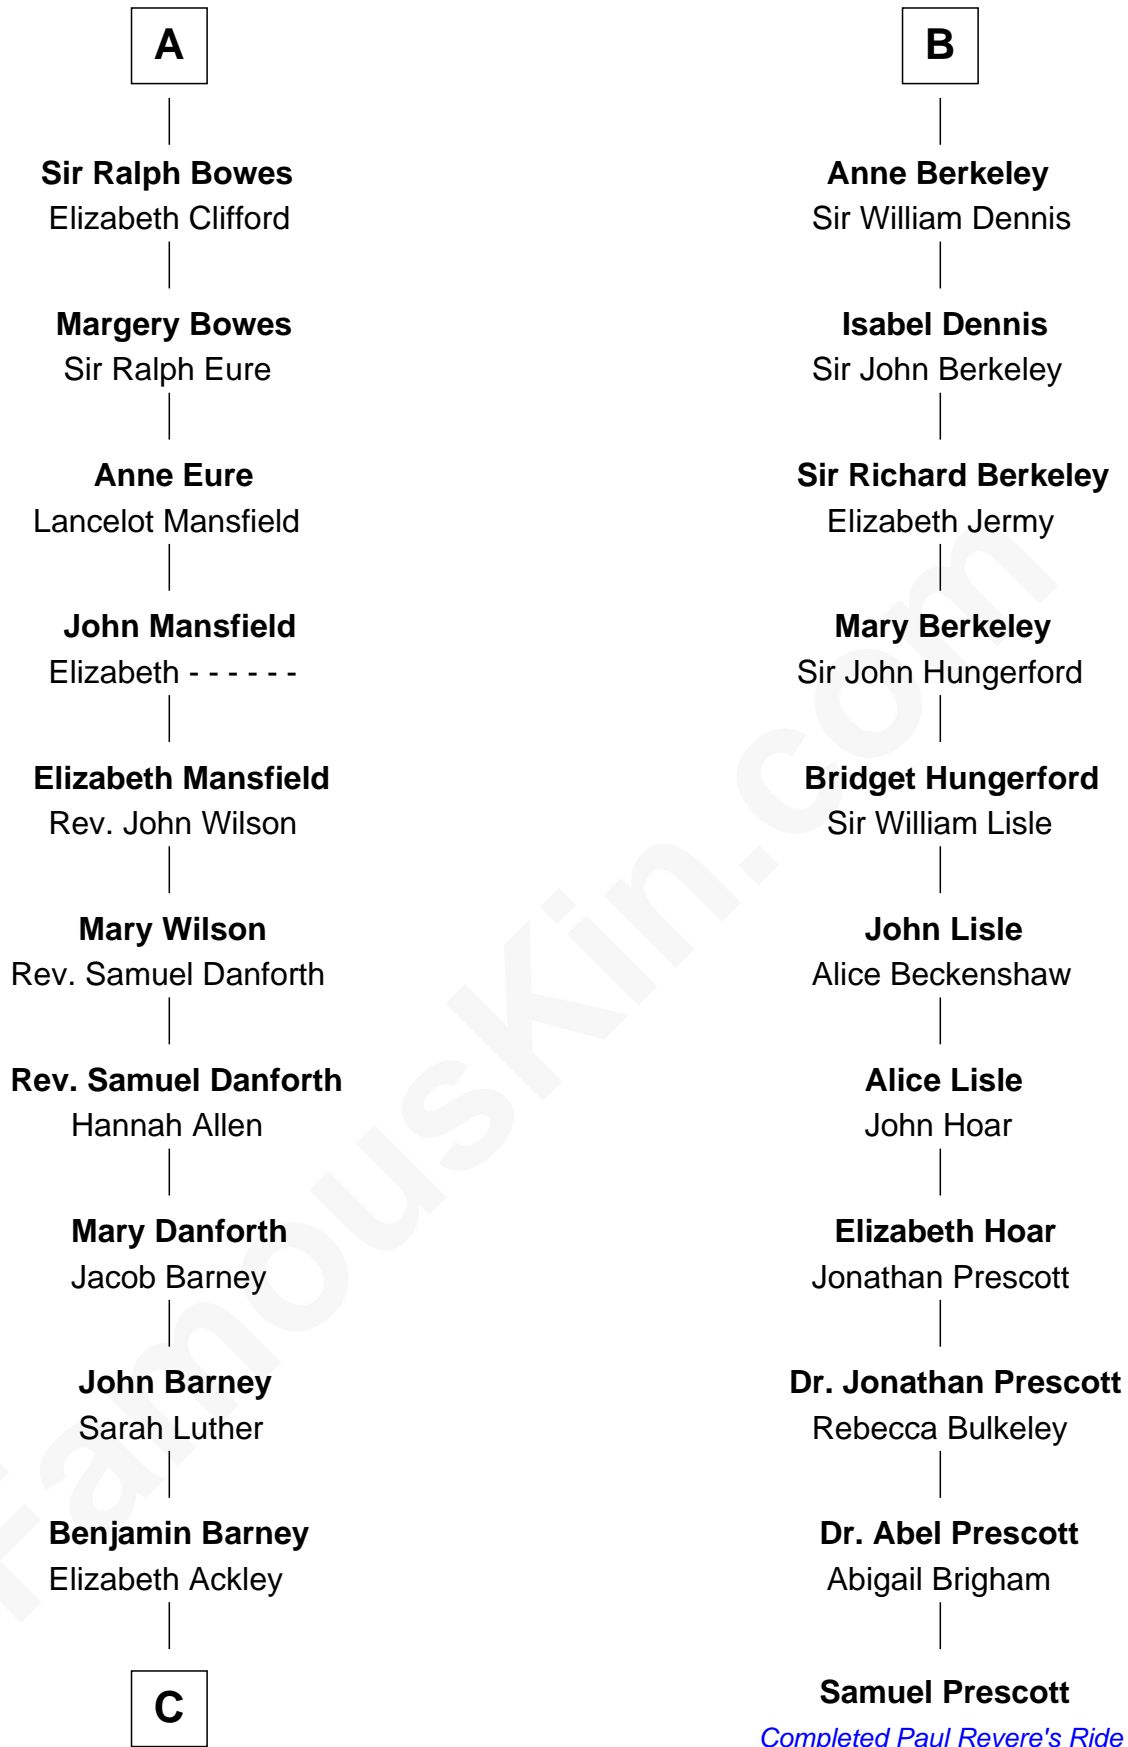 A
Sir Ralph Bowes
Elizabeth Clifford
Margery Bowes
Sir Ralph Eure
Anne Eure
Lancelot Mansfield
John Mansfield
Elizabeth - - - - - -
Elizabeth Mansfield
Rev. John Wilson
Mary Wilson
Rev. Samuel Danforth
Rev. Samuel Danforth
Hannah Allen
Mary Danforth
Jacob Barney
John Barney
Sarah Luther
Benjamin Barney
Elizabeth Ackley
C
B
Anne Berkeley
Sir William Dennis
Isabel Dennis
Sir John Berkeley
Sir Richard Berkeley
Elizabeth Jermy
Mary Berkeley
Sir John Hungerford
Bridget Hungerford
Sir William Lisle
John Lisle
Alice Beckenshaw
Alice Lisle
John Hoar
Elizabeth Hoar
Jonathan Prescott
Dr. Jonathan Prescott
Rebecca Bulkeley
Dr. Abel Prescott
Abigail Brigham
Samuel Prescott
Completed Paul Revere's Ride
FamousKin.com